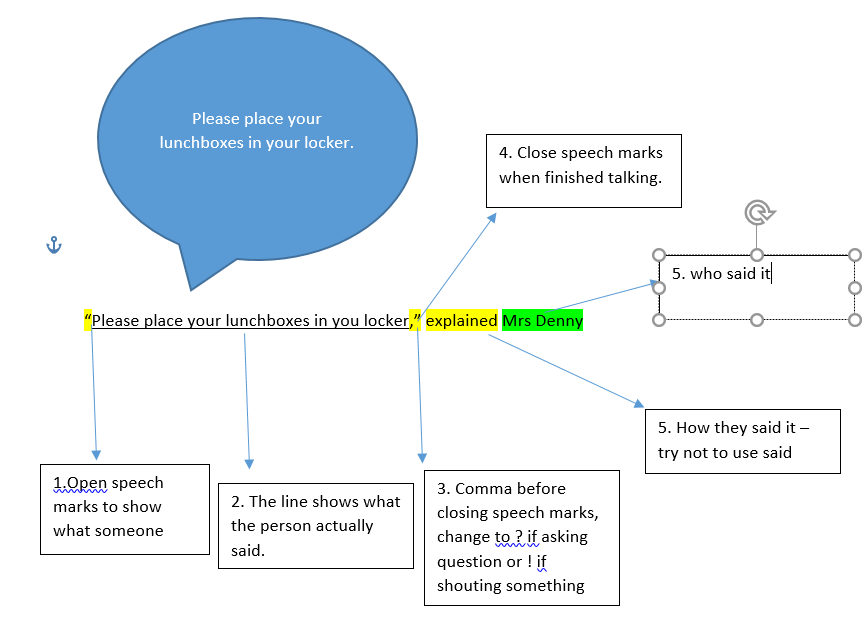 Please place your
lunchboxes in your locker.
4. Close speech marks
when finished talking.
5. who said it
“Please place your lunchboxes in you locker,” explained Mrs Denny
5. How they said it –
try not to use said
1.Open speech
marks to show
what someone
2. The line shows what
the person actually
said.
3. Comma before
closing speech marks,
change to ? if asking
question or ! if
shouting something